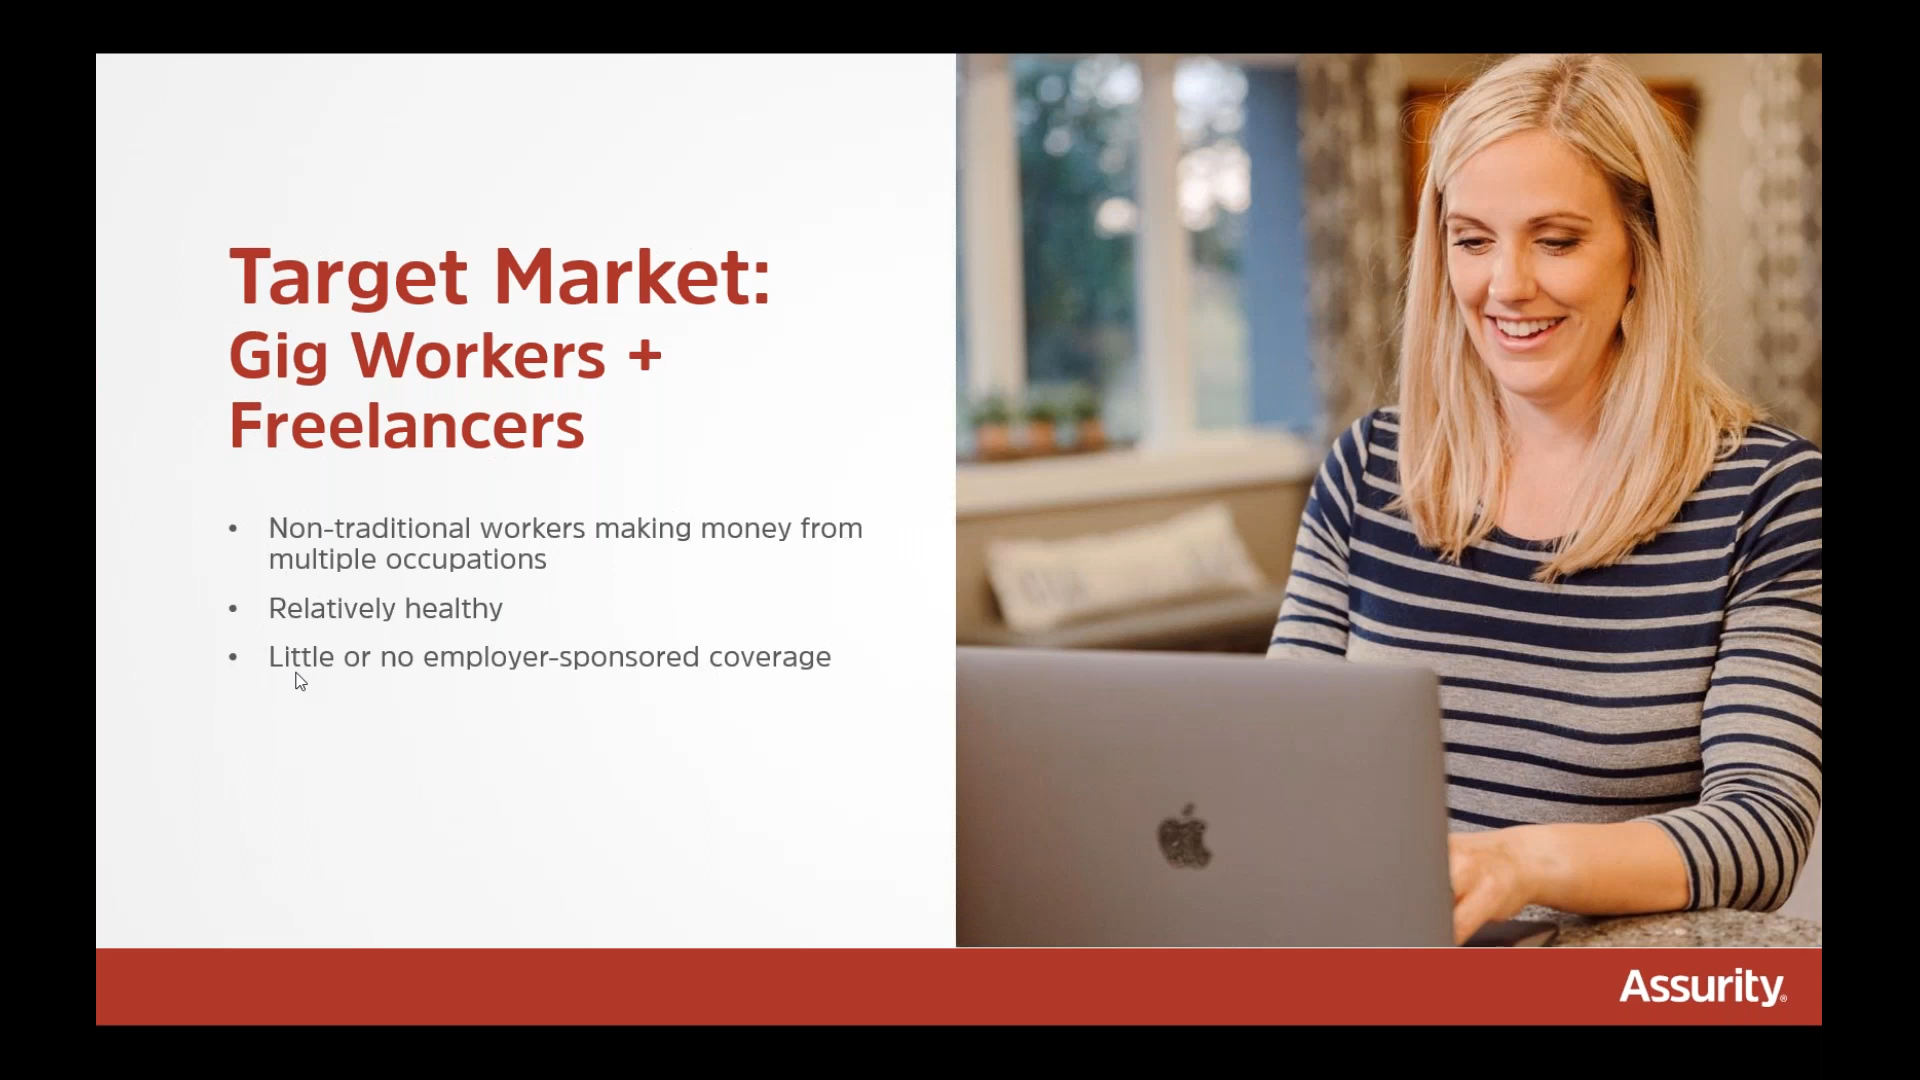 Target Market:
Gig Workers +
Freelancers
• Non-traditional workers making money from
multiple occupations
• Relatively healthy
• Little or no employer-sponsored coverage
Assurity®